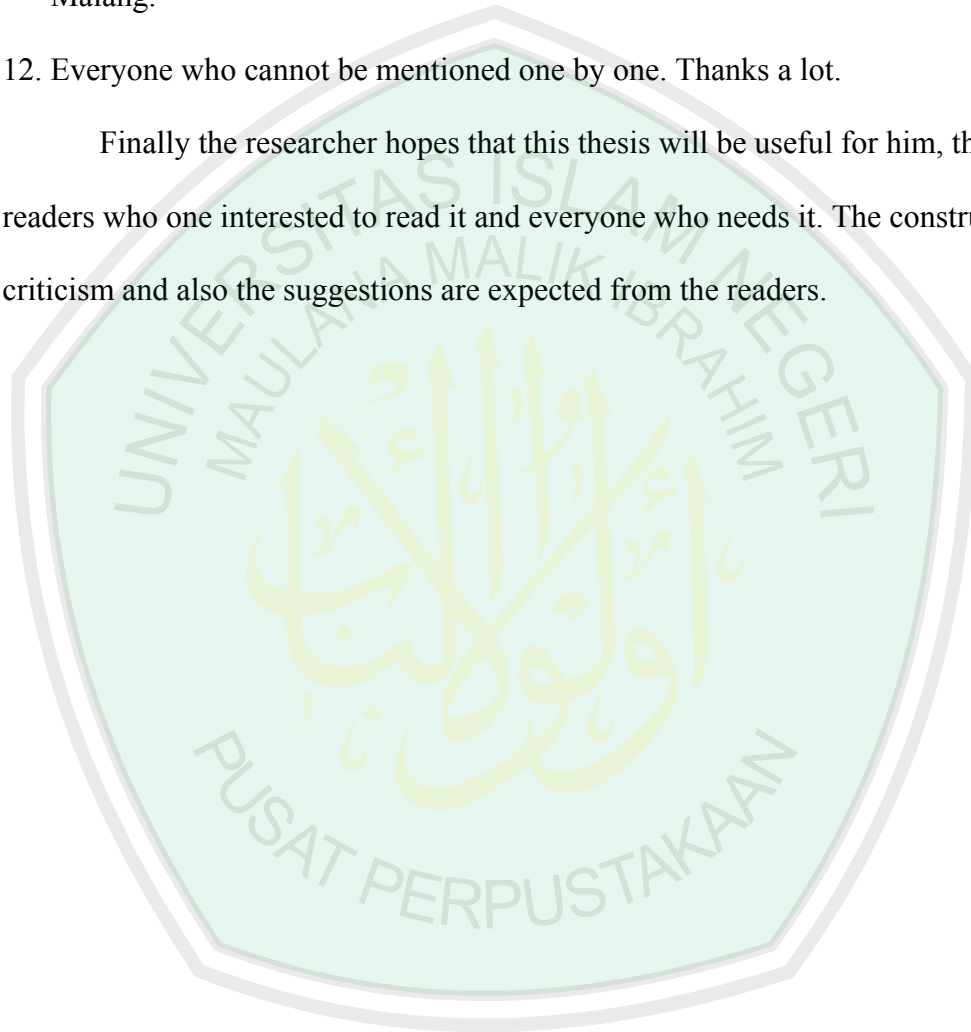 Malang.
12. Everyone who cannot be mentioned one by one. Thanks a lot.
Finally the researcher hopes that this thesis will be useful for him, th
readers who one interested to read it and everyone who needs it. The constru
criticism and also the suggestions are expected from the readers.
UNIVERSITAS ISLAM NEGERI
MAULANA MALIK IBRAHIM
أولوا الألباب
PUSAT PERPUSTAKAAN